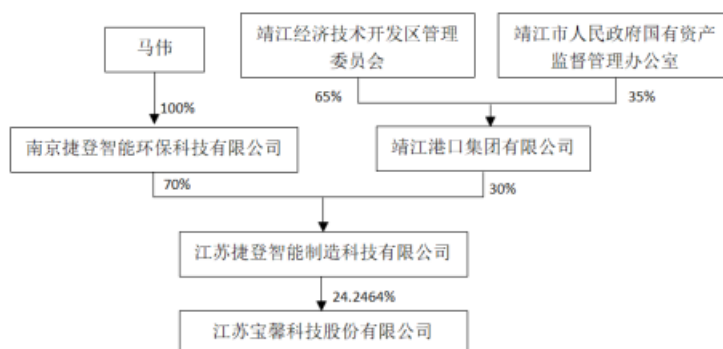 马伟
靖江经济技术开发区管理
委员会
靖江市人民政府国有资产
监督管理办公室
100%
65%
35%
南京捷登智能环保科技有限公司
靖江港口集团有限公司
70%
30%
江苏捷登智能制造科技有限公司
24.2464%
江苏宝馨科技股份有限公司